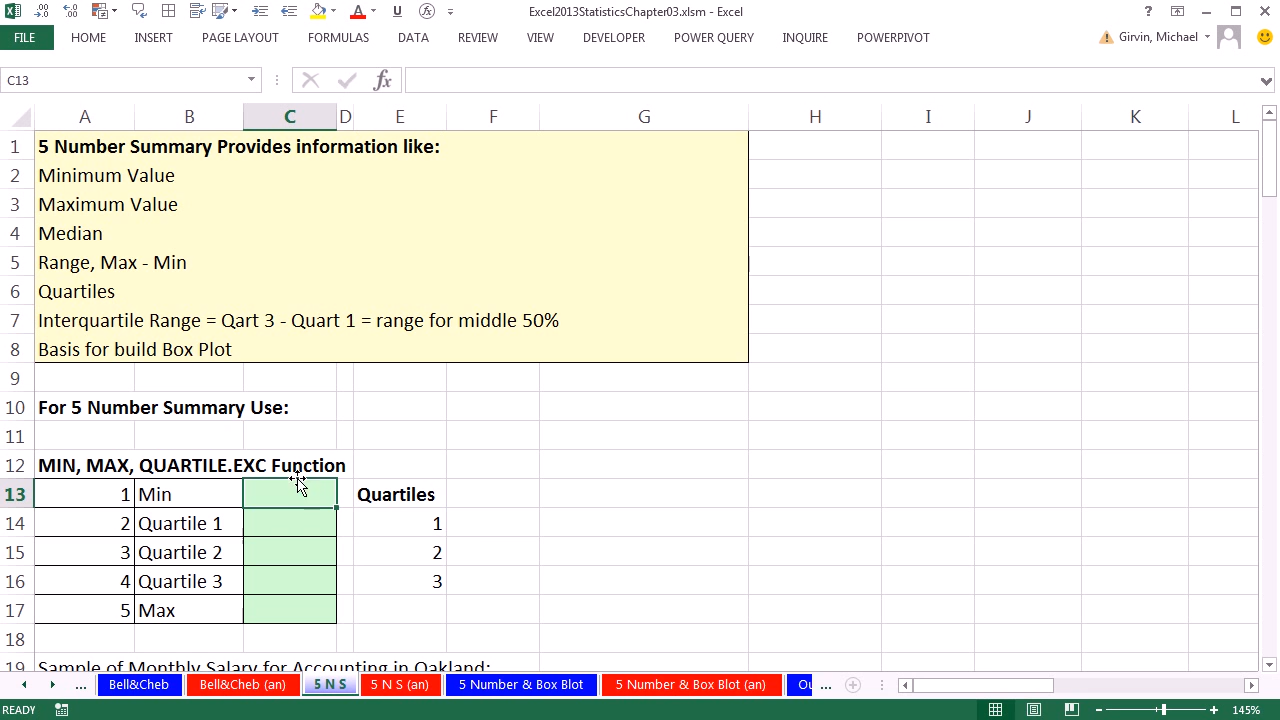 Excel2013StatisticsChapter03.xlsm - Excel
FILE HOME INSERT PAGE LAYOUT FORMULAS DATA REVIEW VIEW DEVELOPER POWER QUERY INQUIRE POWERPIVOT Girvin, Michael
C13
fx
A B C D E F G H I J K L
1 5 Number Summary Provides information like:
2 Minimum Value
3 Maximum Value
4 Median
5 Range, Max - Min
6 Quartiles
7 Interquartile Range = Qart 3 - Quart 1 = range for middle 50%
8 Basis for build Box Plot
9
10 For 5 Number Summary Use:
11
12 MIN, MAX, QUARTILE.EXC Function
13 1 Min Quartiles
14 2 Quartile 1 1
15 3 Quartile 2 2
16 4 Quartile 3 3
17 5 Max
18
19 Sample of Monthly Salary for Accounting in Oakland:
... Bell&Cheb Bell&Cheb (an) 5 N S 5 N S (an) 5 Number & Box Blot 5 Number & Box Blot (an) Ou ...
READY 145%